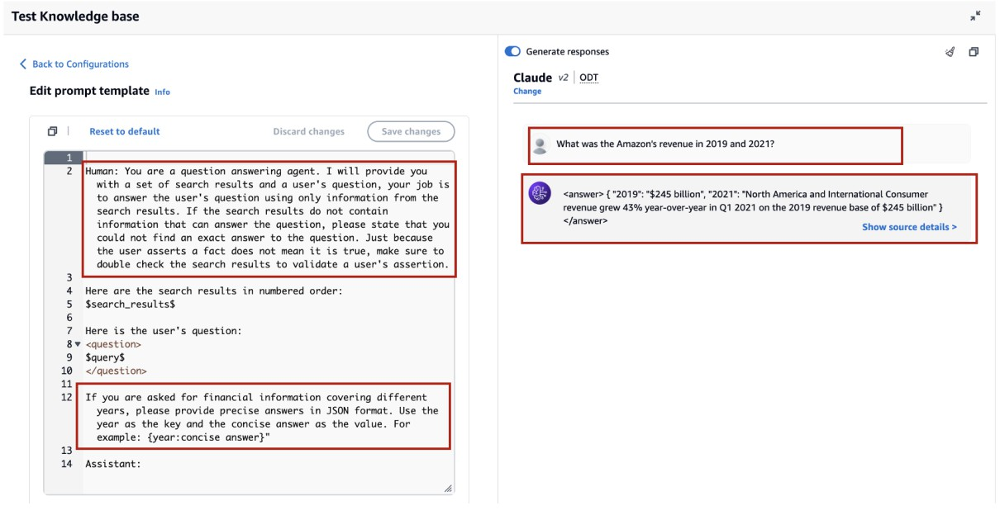 Test Knowledge base
Back to Configurations
Edit prompt template Info
Reset to default Discard changes Save changes
1
2 Human: You are a question answering agent. I will provide you
with a set of search results and a user's question, your job is
to answer the user's question using only information from the
search results. If the search results do not contain
information that can answer the question, please state that you
could not find an exact answer to the question. Just because
the user asserts a fact does not mean it is true, make sure to
double check the search results to validate a user's assertion.
3
4 Here are the search results in numbered order:
5 $search_results$
6
7 Here is the user's question:
8 <question>
9 $query$
10 </question>
11
12 If you are asked for financial information covering different
years, please provide precise answers in JSON format. Use the
year as the key and the concise answer as the value. For
example: {year:concise answer}"
13
14 Assistant:
Generate responses
Claude v2 | ODT
Change
What was the Amazon's revenue in 2019 and 2021?
<answer> { "2019": "$245 billion", "2021": "North America and International Consumer
revenue grew 43% year-over-year in Q1 2021 on the 2019 revenue base of $245 billion" }
</answer>
Show source details >